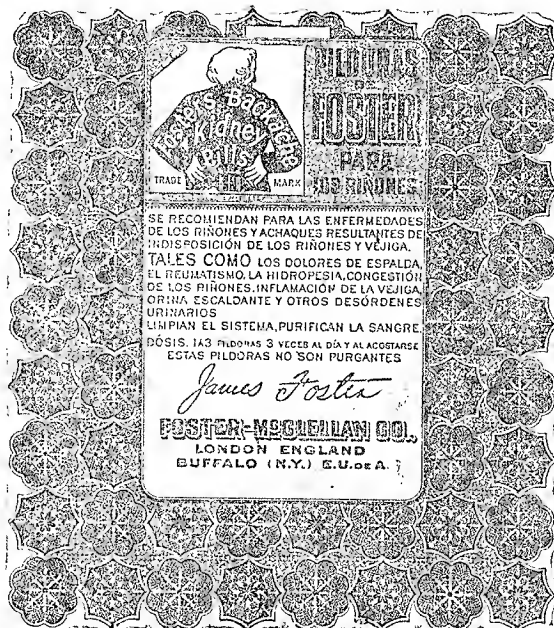 PILDORAS
DE
FOSTER
PARA
LOS RIÑONES
Foster's Backache
Kidney
Pills
TRADE MARK
SE RECOMIENDAN PARA LAS ENFERMEDADES
DE LOS RIÑONES Y ACHAQUES RESULTANTES DE
INDISPOSICIÓN DE LOS RIÑONES Y VEJIGA.
TALES COMO LOS DOLORES DE ESPALDA,
EL REUMATISMO, LA HIDROPESIA, CONGESTIÓN
DE LOS RIÑONES, INFLAMACIÓN DE LA VEJIGA,
ORINA ESCALDANTE Y OTROS DESÓRDENES
URINARIOS
LIMPIAN EL SISTEMA, PURIFICAN LA SANGRE.
DÓSIS. 1 Á 3 PILDORAS 3 VECES AL DÍA Y AL ACOSTARSE
ESTAS PILDORAS NO SON PURGANTES
James Foster
FOSTER-McCLELLAN CO.,
LONDON ENGLAND
BUFFALO (N.Y.) E.U. DE A.